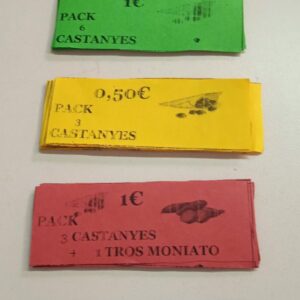 1€
PACK
6
CASTANYES
0,50€
PACK
3
CASTANYES
1€
PACK
3 CASTANYES
+ 1 TROS MONIATO